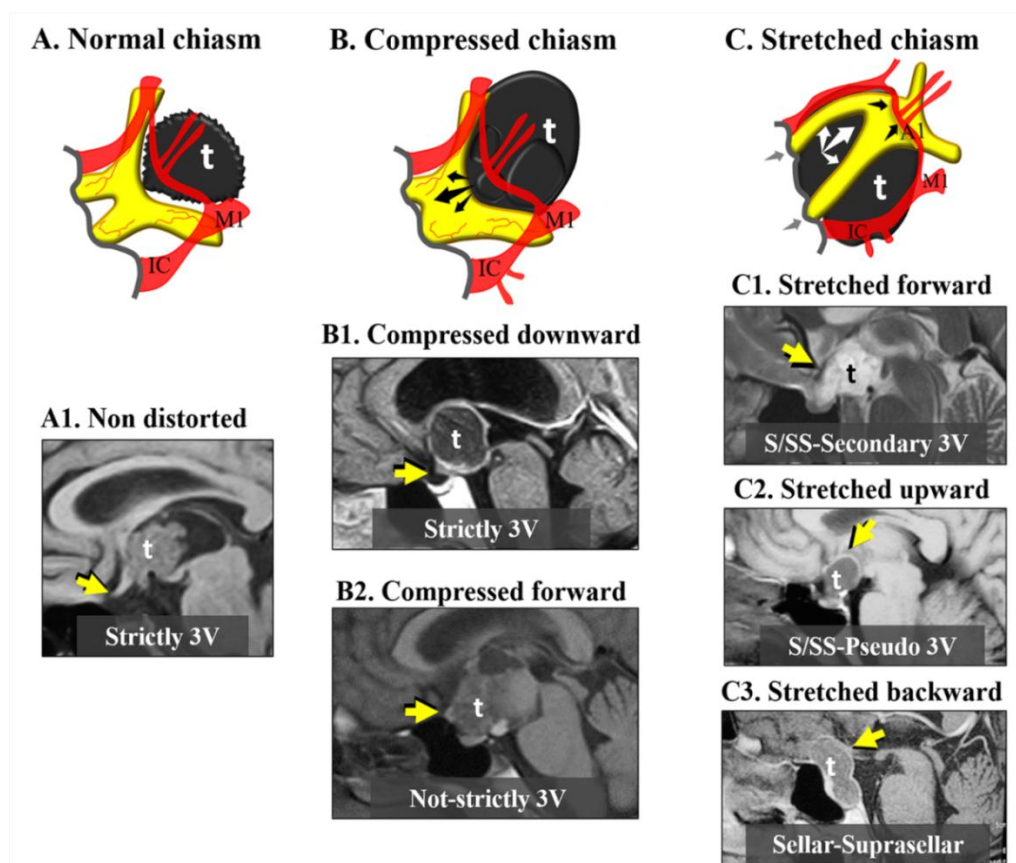 A. Normal chiasm
t
M1
IC
A1. Non distorted
t
Strictly 3V
B. Compressed chiasm
t
M1
IC
B1. Compressed downward
t
Strictly 3V
B2. Compressed forward
t
Not-strictly 3V
C. Stretched chiasm
A1
t
M1
IC
C1. Stretched forward
t
S/SS-Secondary 3V
C2. Stretched upward
t
S/SS-Pseudo 3V
C3. Stretched backward
t
Sellar-Suprasellar